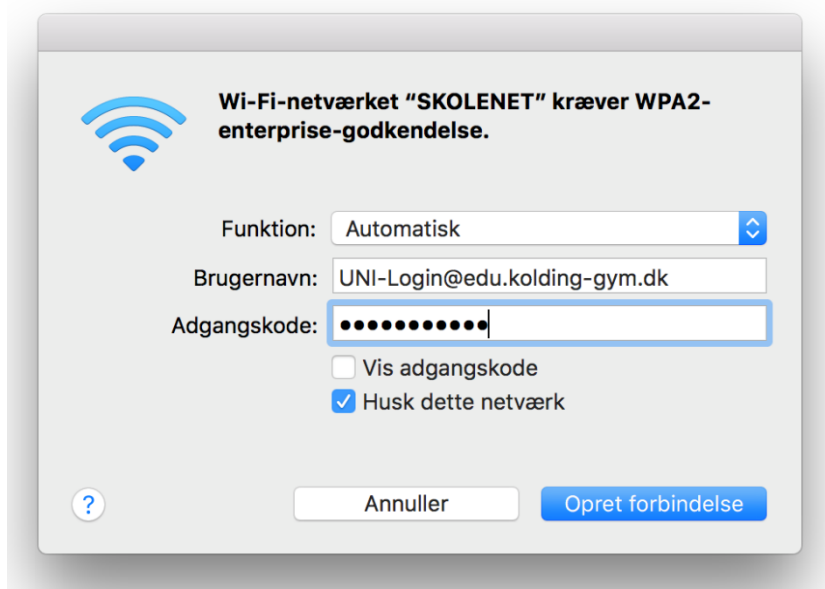 Wi-Fi-netværket “SKOLENET” kræver WPA2-
enterprise-godkendelse.
Funktion: Automatisk
Brugernavn: UNI-Login@edu.kolding-gym.dk
Adgangskode: •••••••••••
Vis adgangskode
Husk dette netværk
? Annuller Opret forbindelse